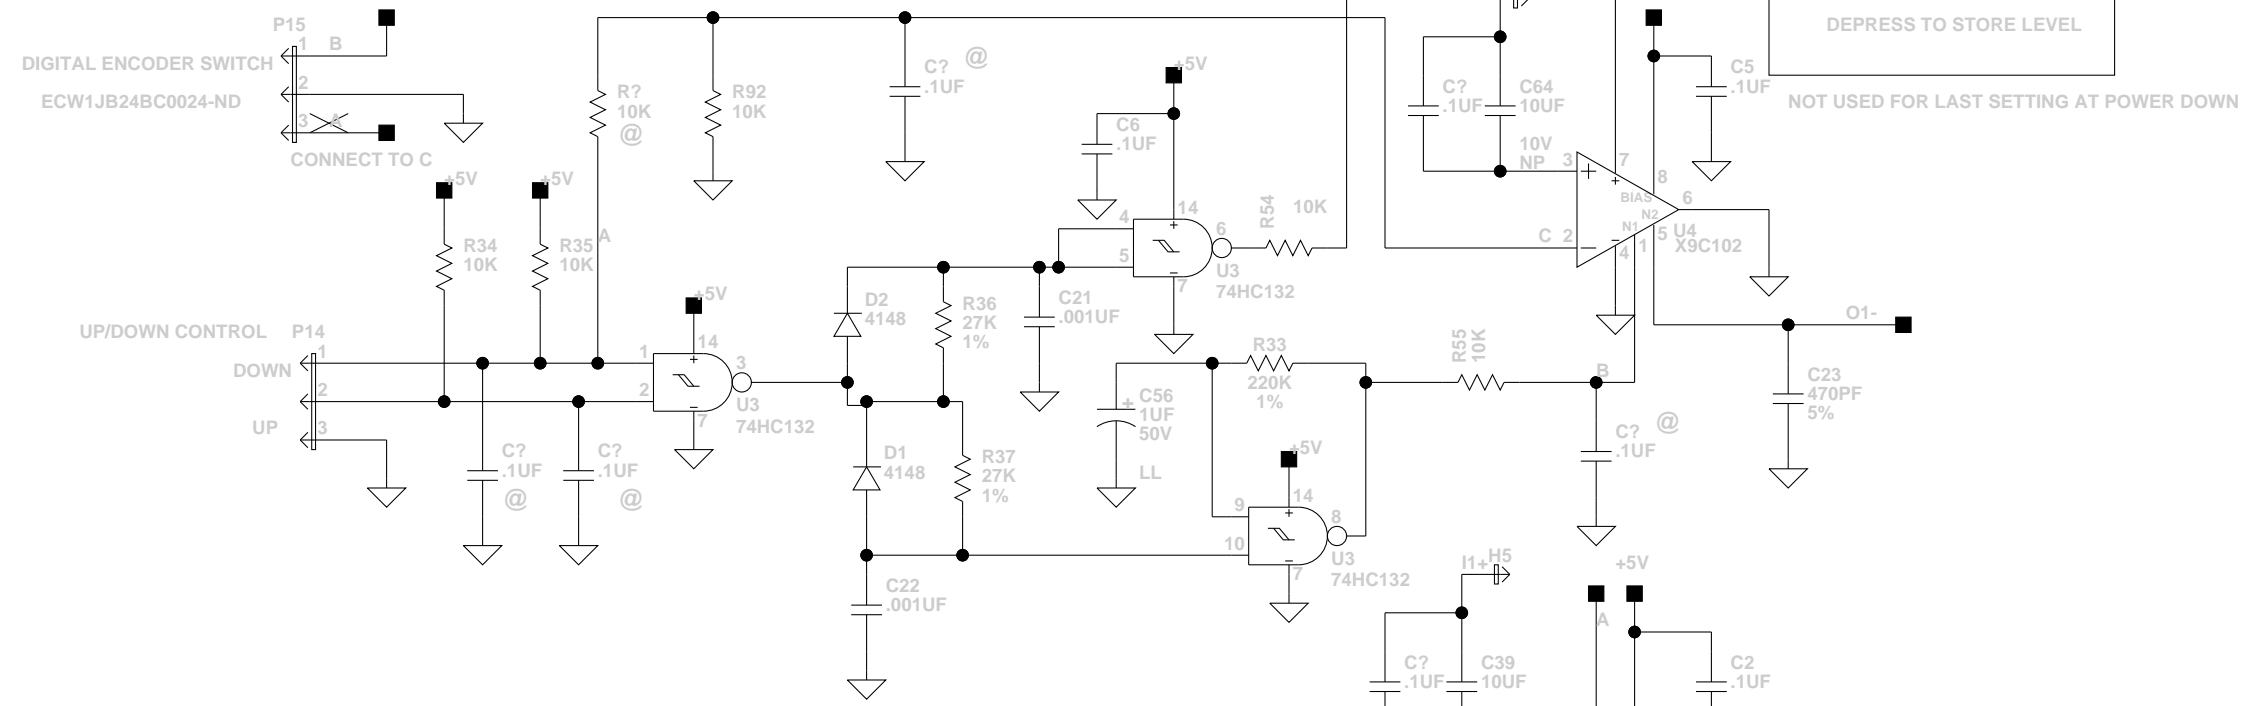 P15
1 B
DIGITAL ENCODER SWITCH
2
ECW1JB24BC0024-ND
3 A
CONNECT TO C
R?
10K
@
R92
10K
C?
.1UF
@
+5V
C6
.1UF
C?
.1UF
C64
10UF
10V
NP
C5
.1UF
DEPRESS TO STORE LEVEL
NOT USED FOR LAST SETTING AT POWER DOWN
+5V
+5V
R34
10K
R35
10K
A
4
5
14
+
-
6
7
U3
74HC132
R54
10K
C 2
3
+
-
7
+
8
BIAS
N2
N1
6
5
1
4
-
U4
X9C102
O1-
C23
470PF
5%
UP/DOWN CONTROL P14
1
DOWN
2
UP
3
C?
.1UF
@
C?
.1UF
@
+5V
1
2
14
+
-
3
7
U3
74HC132
D2
4148
R36
27K
1%
C21
.001UF
D1
4148
R37
27K
1%
C22
.001UF
R33
220K
1%
+
C56
1UF
50V
LL
+5V
9
10
14
+
-
8
7
U3
74HC132
R55
10K
B
C?
.1UF
@
I1+
H5
C?
.1UF
C39
10UF
+5V
A
C2
.1UF